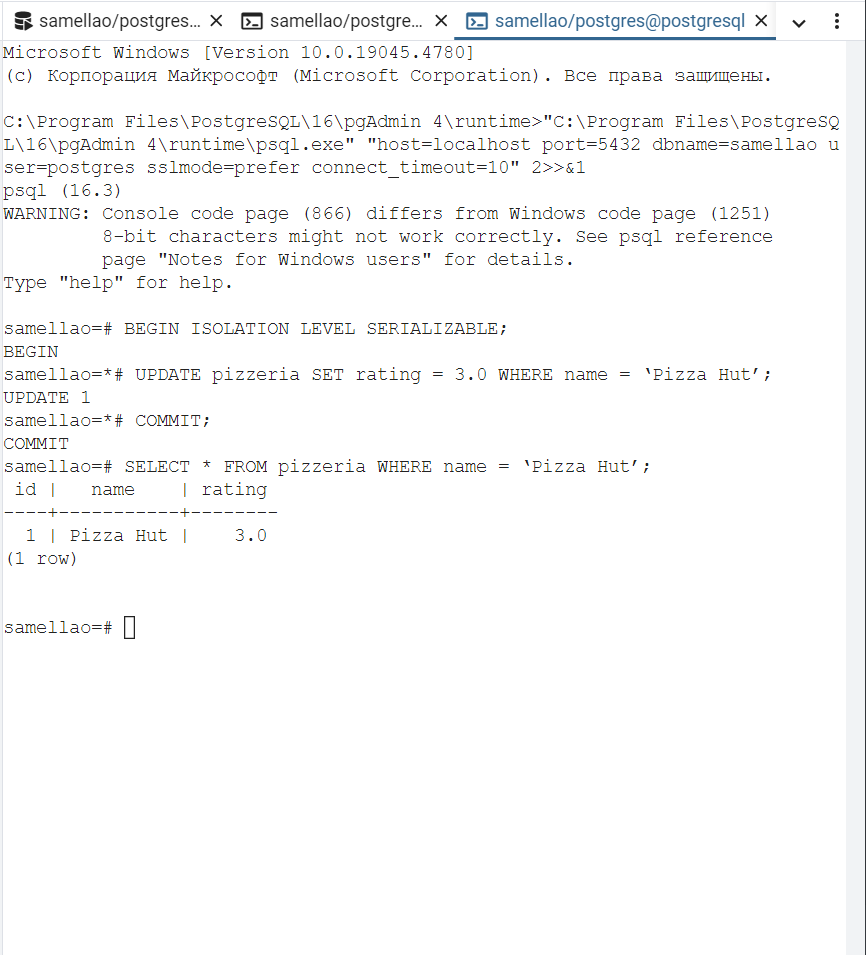 samellao/postgres... × samellao/postgre... × samellao/postgres@postgresql ×
Microsoft Windows [Version 10.0.19045.4780]
(c) Корпорация Майкрософт (Microsoft Corporation). Все права защищены.
C:\Program Files\PostgreSQL\16\pgAdmin 4\runtime>"C:\Program Files\PostgreSQ
L\16\pgAdmin 4\runtime\psql.exe" "host=localhost port=5432 dbname=samellao u
ser=postgres sslmode=prefer connect_timeout=10" 2>>&1
psql (16.3)
WARNING: Console code page (866) differs from Windows code page (1251)
         8-bit characters might not work correctly. See psql reference
         page "Notes for Windows users" for details.
Type "help" for help.
samellao=# BEGIN ISOLATION LEVEL SERIALIZABLE;
BEGIN
samellao=*# UPDATE pizzeria SET rating = 3.0 WHERE name = ‘Pizza Hut’;
UPDATE 1
samellao=*# COMMIT;
COMMIT
samellao=# SELECT * FROM pizzeria WHERE name = ‘Pizza Hut’;
 id |   name    | rating
----+-----------+--------
  1 | Pizza Hut |    3.0
(1 row)
samellao=#